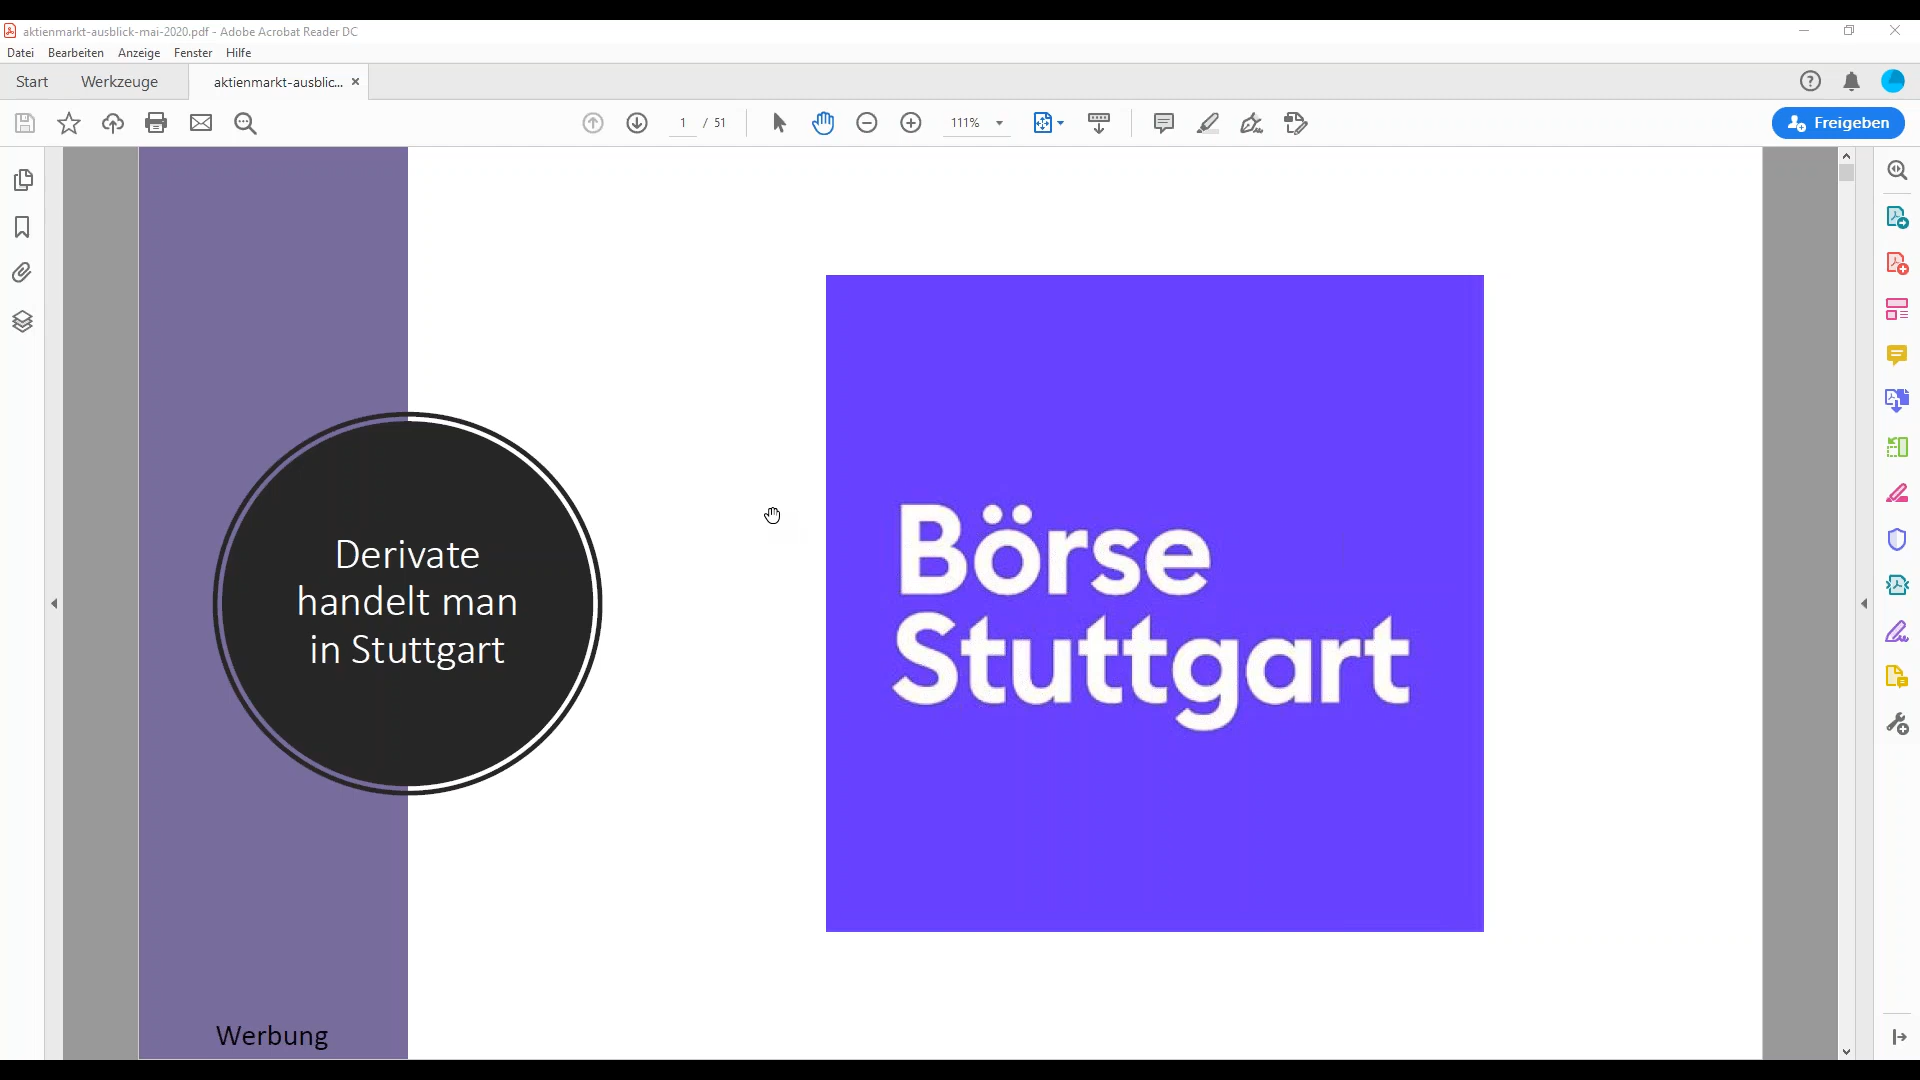 aktienmarkt-ausblick-mai-2020.pdf - Adobe Acrobat Reader DC
Datei Bearbeiten Anzeige Fenster Hilfe
Start Werkzeuge aktienmarkt-ausblic... ×
1 / 51 111% Freigeben
Derivate
handelt man
in Stuttgart
Börse
Stuttgart
Werbung